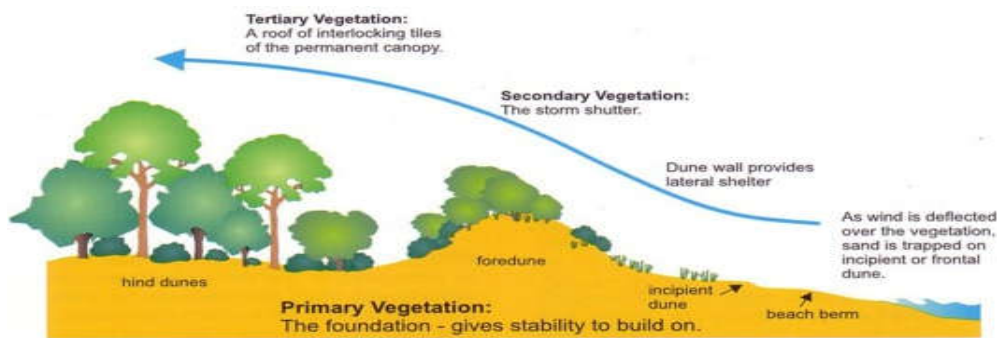 Tertiary Vegetation:
A roof of interlocking tiles
of the permanent canopy.
Secondary Vegetation:
The storm shutter.
Dune wall provides
lateral shelter
As wind is deflected
over the vegetation,
sand is trapped on
incipient or frontal
dune.
hind dunes
foredune
incipient
dune
beach berm
Primary Vegetation:
The foundation - gives stability to build on.